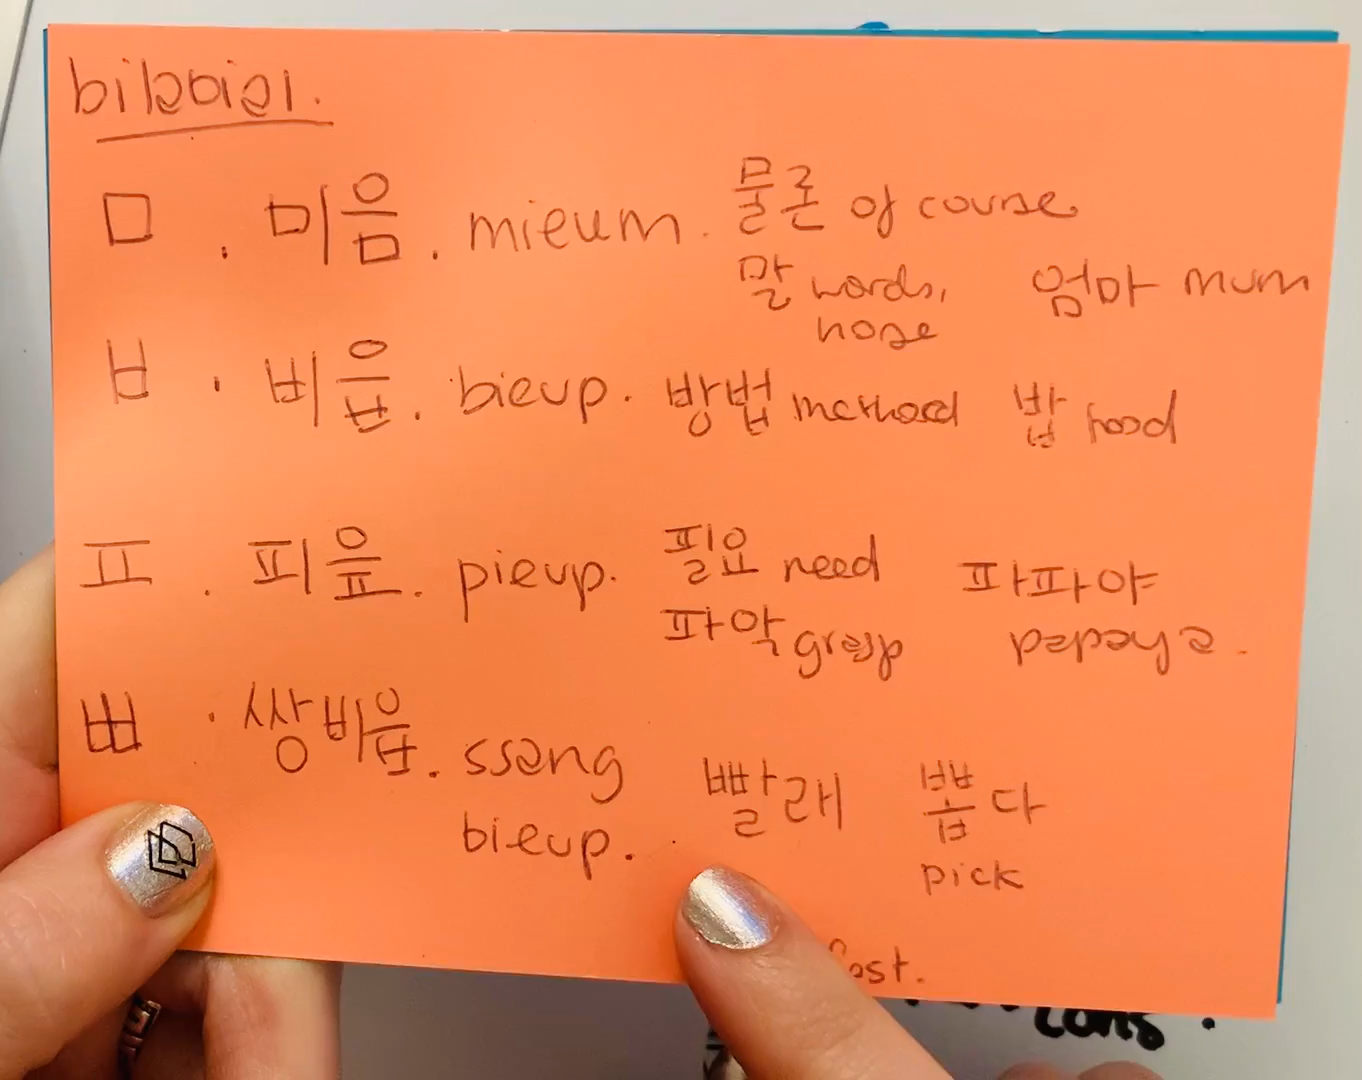 bilabial.
ㅁ . 미음 . mieum . 물론 of course
말 words, nose 엄마 mum
ㅂ . 비읍 . bieup . 방법 method 밥 food
ㅍ . 피읖 . pieup . 필요 need 파파야 papaya .
파악 grasp
ㅃ . 쌍비읍 . ssang bieup . 빨래 뽑다 pick
cons .